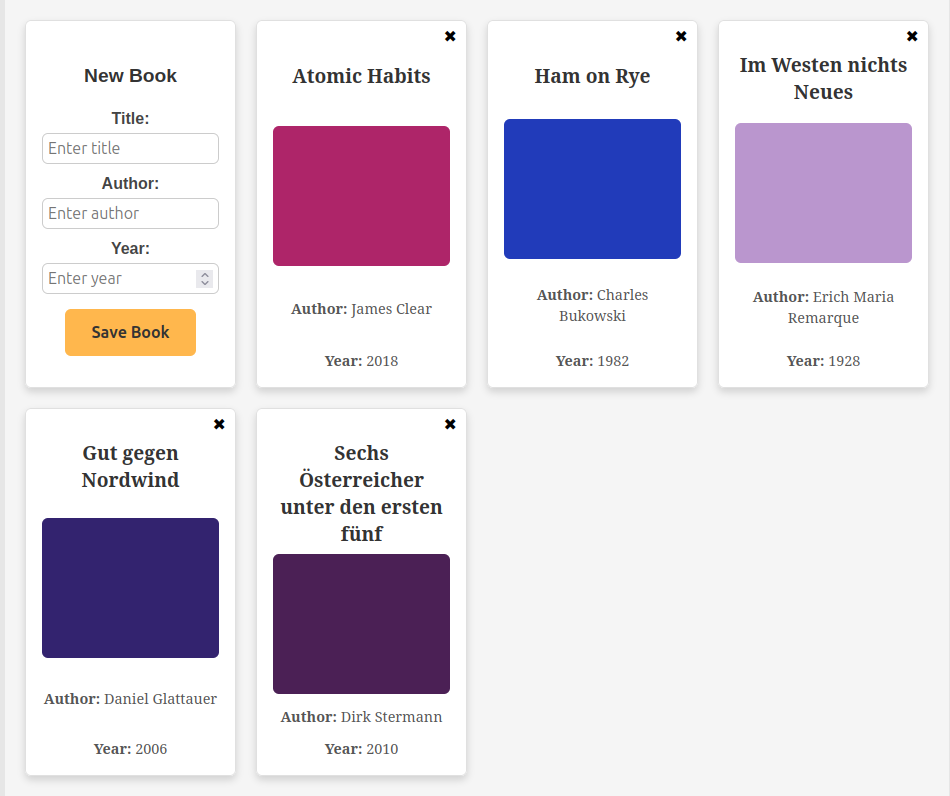 New Book
Title:
Enter title
Author:
Enter author
Year:
Enter year
Save Book
✖
Atomic Habits
Author: James Clear
Year: 2018
✖
Ham on Rye
Author: Charles
Bukowski
Year: 1982
✖
Im Westen nichts
Neues
Author: Erich Maria
Remarque
Year: 1928
✖
Gut gegen
Nordwind
Author: Daniel Glattauer
Year: 2006
✖
Sechs
Österreicher
unter den ersten
fünf
Author: Dirk Stermann
Year: 2010